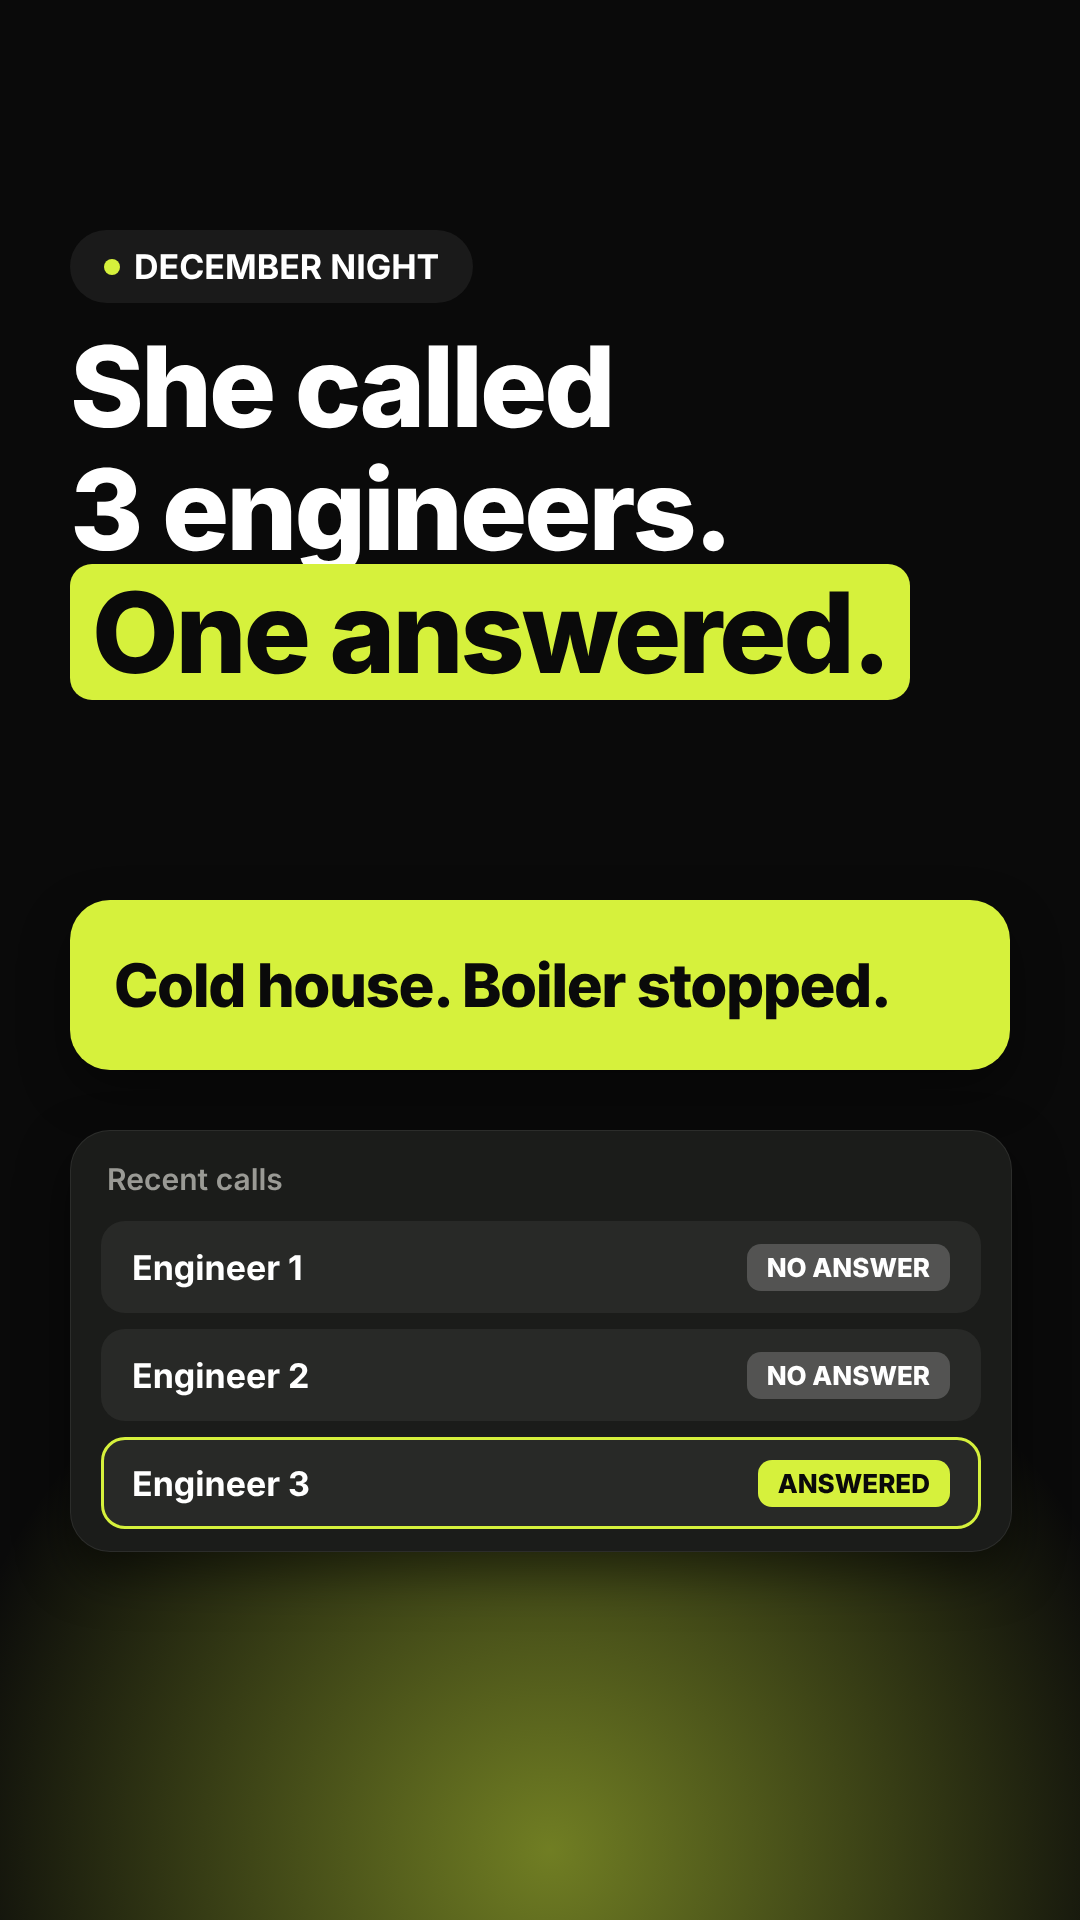 DECEMBER NIGHT
She called
3 engineers.
One answered.
Cold house. Boiler stopped.
Recent calls
Engineer 1 NO ANSWER
Engineer 2 NO ANSWER
Engineer 3 ANSWERED